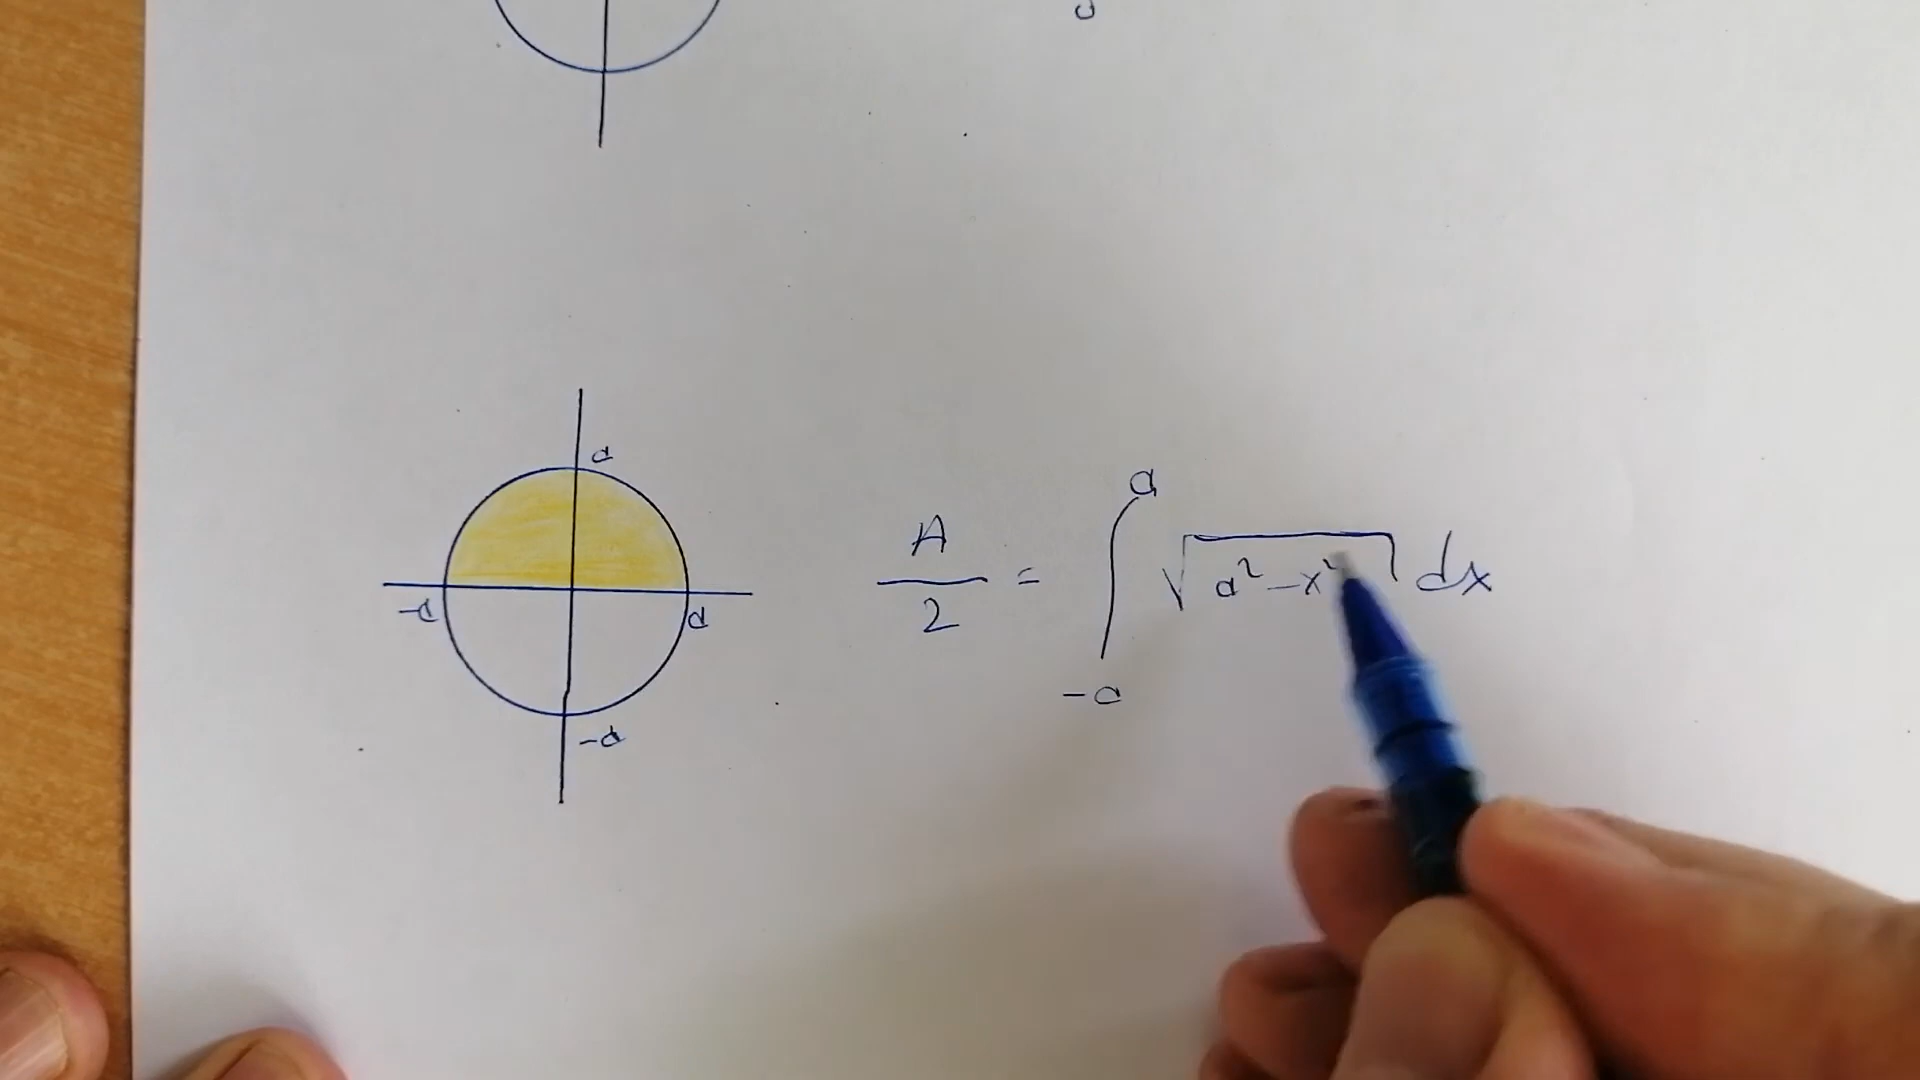 a
-a a
-a
A/2 = ∫_{-a}^{a} √(a² - x²) dx